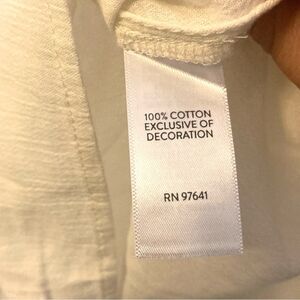 100% COTTON
EXCLUSIVE OF
DECORATION
RN 97641